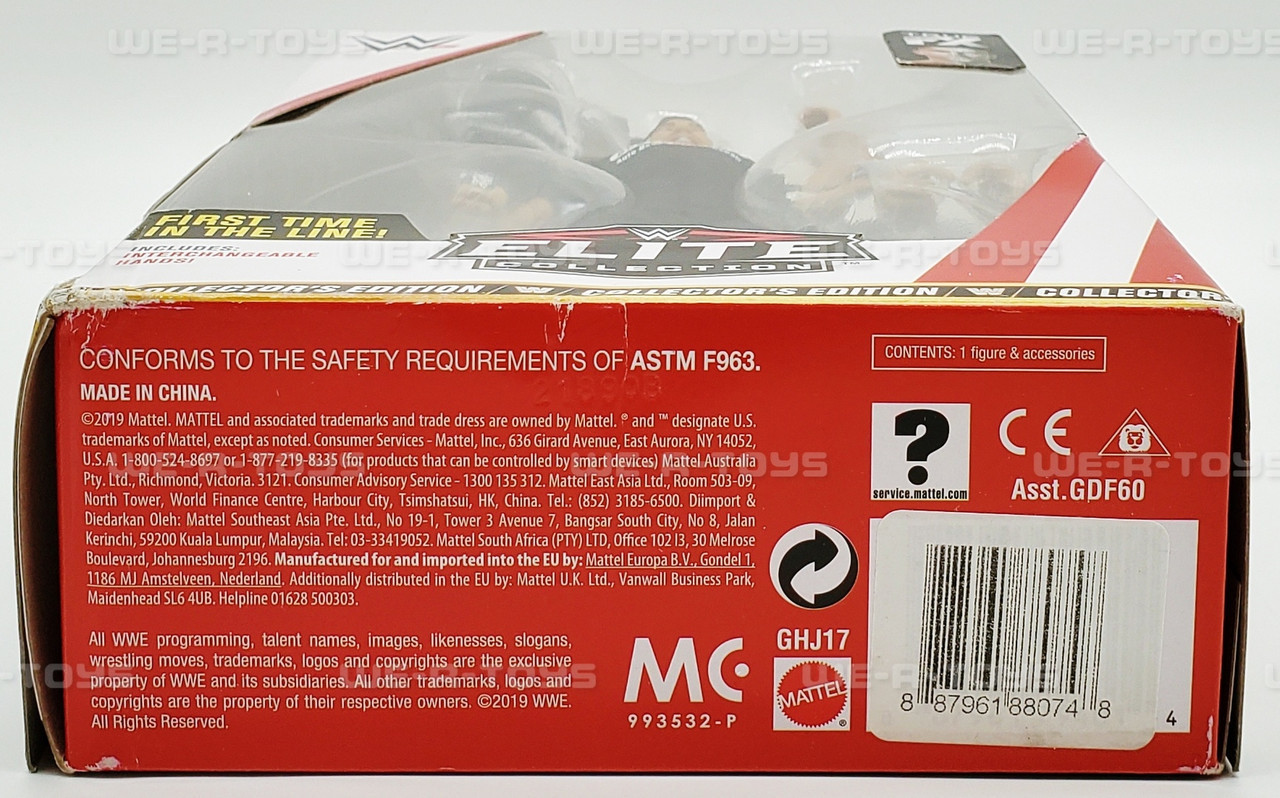 WE-R-TOYS WE-R-TOYS WE-R-TOYS
FIRST TIME
IN THE LINE!
INCLUDES:
INTERCHANGEABLE
HANDS!
ELITE
COLLECTION™
COLLECTOR'S EDITION COLLECTOR'S EDITION COLLECTOR
CONFORMS TO THE SAFETY REQUIREMENTS OF ASTM F963.
MADE IN CHINA.
218903
©2019 Mattel. MATTEL and associated trademarks and trade dress are owned by Mattel. ® and ™ designate U.S.
trademarks of Mattel, except as noted. Consumer Services - Mattel, Inc., 636 Girard Avenue, East Aurora, NY 14052,
U.S.A. 1-800-524-8697 or 1-877-219-8335 (for products that can be controlled by smart devices) Mattel Australia
Pty. Ltd., Richmond, Victoria. 3121. Consumer Advisory Service - 1300 135 312. Mattel East Asia Ltd., Room 503-09,
North Tower, World Finance Centre, Harbour City, Tsimshatsui, HK, China. Tel.: (852) 3185-6500. Diimport &
Diedarkan Oleh: Mattel Southeast Asia Pte. Ltd., No 19-1, Tower 3 Avenue 7, Bangsar South City, No 8, Jalan
Kerinchi, 59200 Kuala Lumpur, Malaysia. Tel: 03-33419052. Mattel South Africa (PTY) LTD, Office 102 I3, 30 Melrose
Boulevard, Johannesburg 2196. Manufactured for and imported into the EU by: Mattel Europa B.V., Gondel 1,
1186 MJ Amstelveen, Nederland. Additionally distributed in the EU by: Mattel U.K. Ltd., Vanwall Business Park,
Maidenhead SL6 4UB. Helpline 01628 500303.
All WWE programming, talent names, images, likenesses, slogans,
wrestling moves, trademarks, logos and copyrights are the exclusive
property of WWE and its subsidiaries. All other trademarks, logos and
copyrights are the property of their respective owners. ©2019 WWE.
All Rights Reserved.
MC
993532-P
CONTENTS: 1 figure & accessories
?
service.mattel.com
CE
Asst.GDF60
GHJ17
MATTEL®
8 87961 88074 8
4